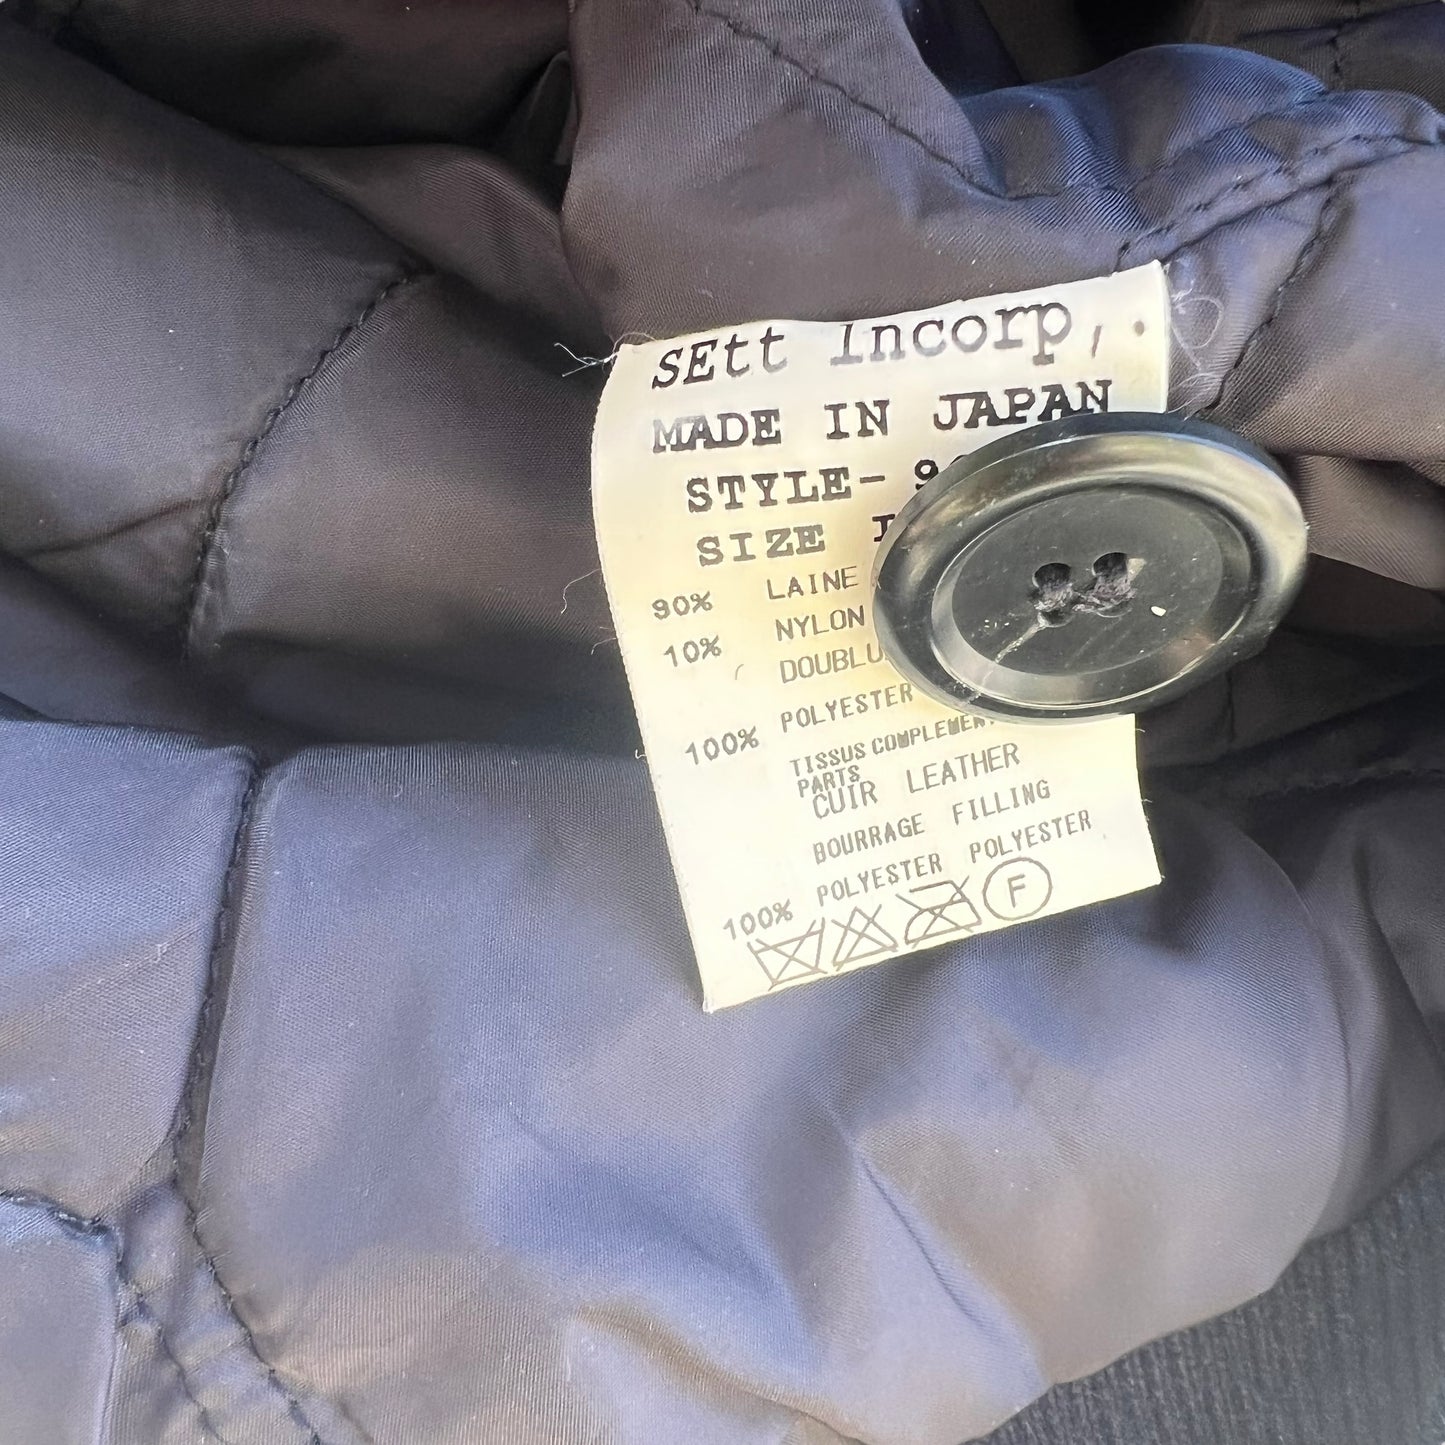 sEtt Incorp,.
MADE IN JAPAN
STYLE-
SIZE
90% LAINE
10% NYLON
100% POLYESTER
TISSUS
PARTS
CUIR LEATHER
BOURRAGE FILLING
100% POLYESTER POLYESTER
F